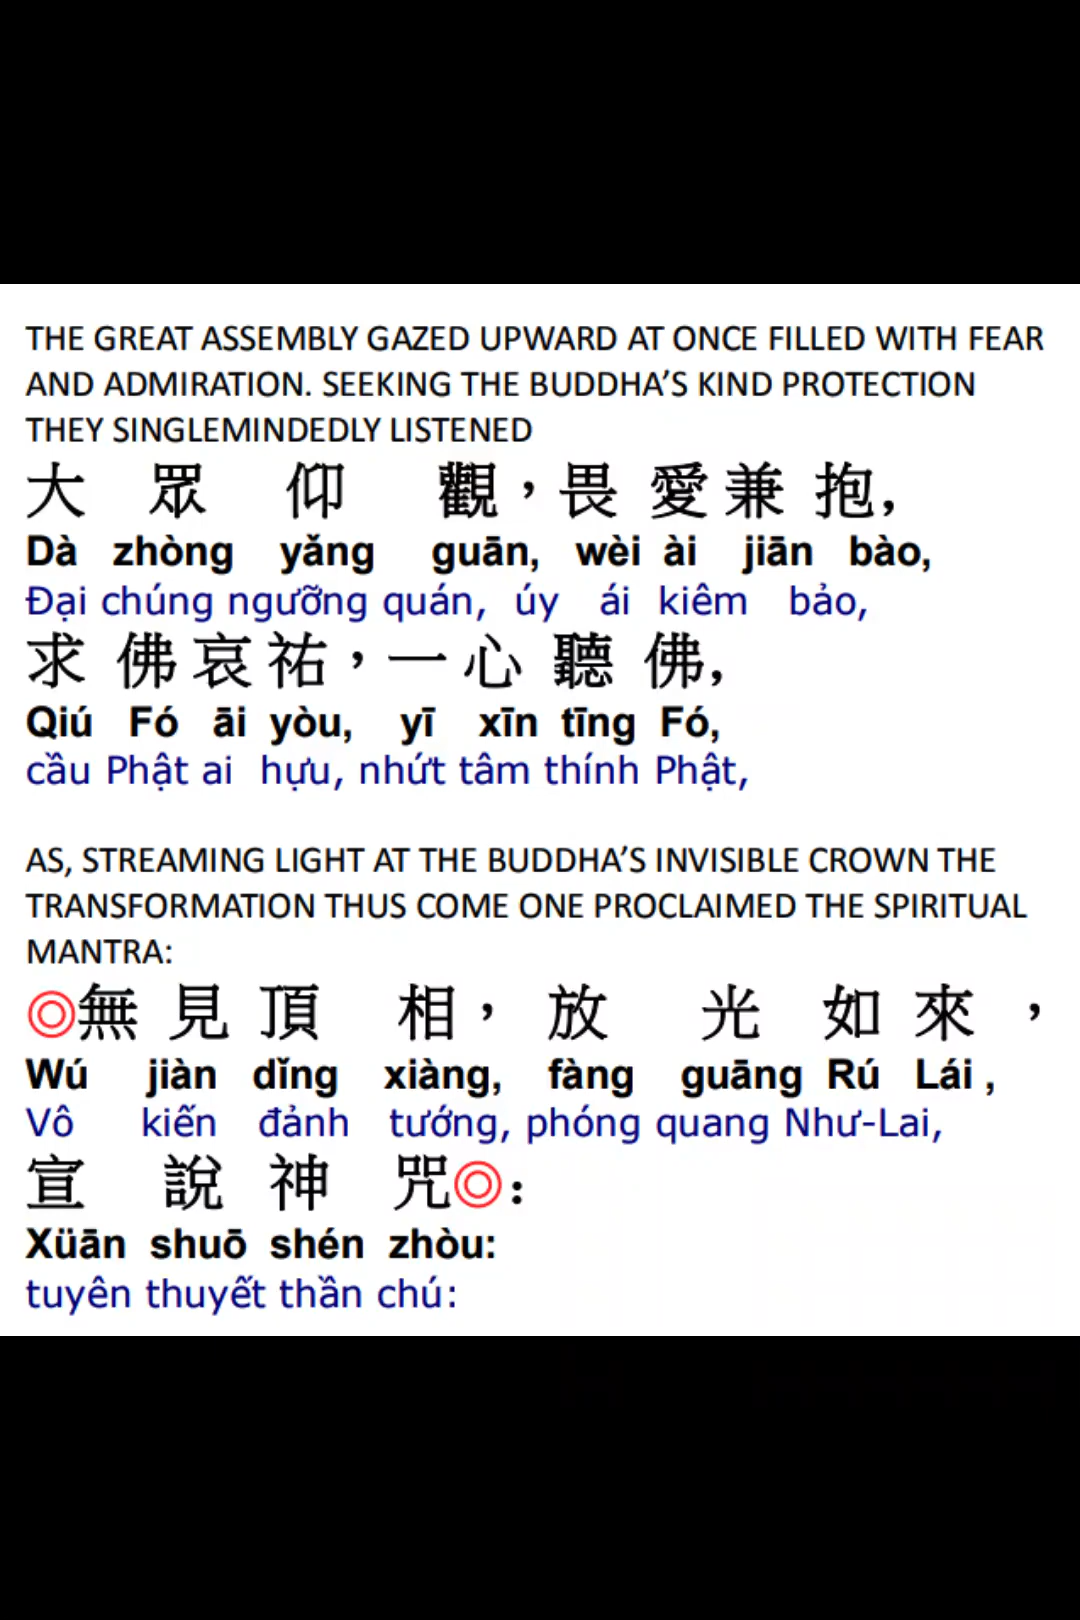 THE GREAT ASSEMBLY GAZED UPWARD AT ONCE FILLED WITH FEAR
AND ADMIRATION. SEEKING THE BUDDHA'S KIND PROTECTION
THEY SINGLEMINDEDLY LISTENED
大 眾 仰 觀，畏 愛 兼 抱,
Dà zhòng yǎng guān, wèi ài jiān bào,
Đại chúng ngưỡng quán, úy ái kiêm bảo,
求 佛 哀 祐，一 心 聽 佛,
Qiú Fó āi yòu, yī xīn tīng Fó,
cầu Phật ai hựu, nhứt tâm thính Phật,
AS, STREAMING LIGHT AT THE BUDDHA'S INVISIBLE CROWN THE
TRANSFORMATION THUS COME ONE PROCLAIMED THE SPIRITUAL
MANTRA:
◎無 見 頂 相，放 光 如 來 ，
Wú jiàn dǐng xiàng, fàng guāng Rú Lái ,
Vô kiến đảnh tướng, phóng quang Như-Lai,
宣 說 神 咒◎：
Xüān shuō shén zhòu:
tuyên thuyết thần chú: